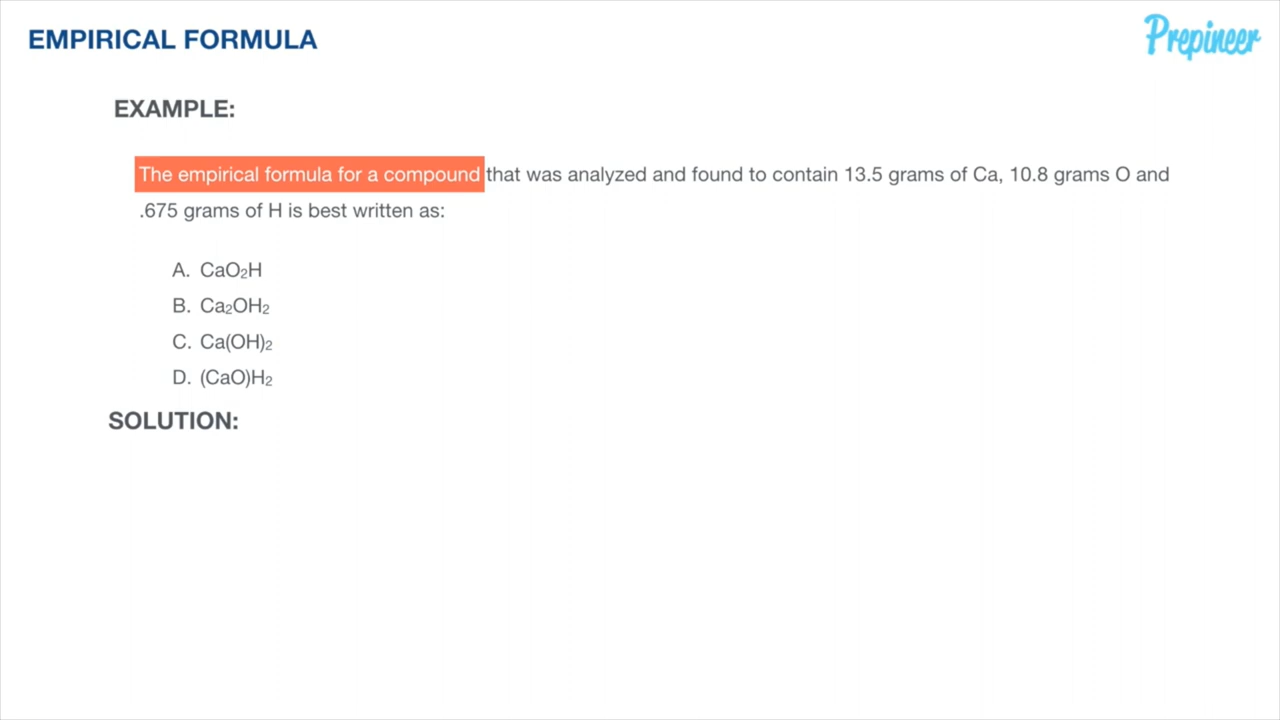 EMPIRICAL FORMULA
Prepineer
EXAMPLE:
The empirical formula for a compound that was analyzed and found to contain 13.5 grams of Ca, 10.8 grams O and
.675 grams of H is best written as:
A. CaO₂H
B. Ca₂OH₂
C. Ca(OH)₂
D. (CaO)H₂
SOLUTION: